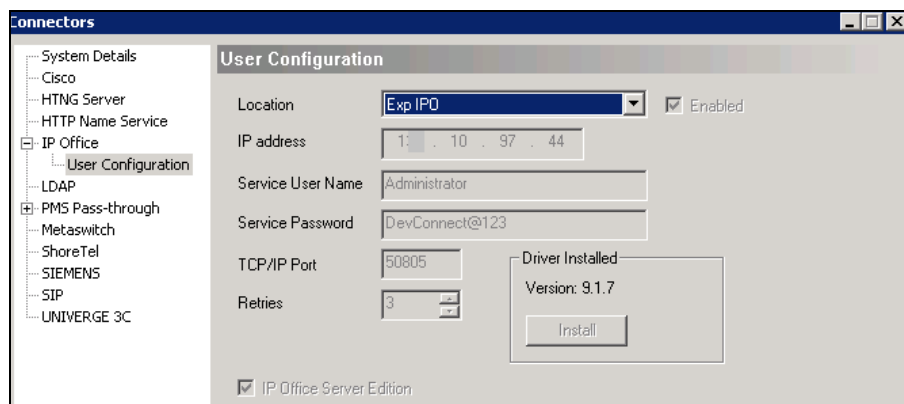 Connectors
System Details
Cisco
HTNG Server
HTTP Name Service
IP Office
User Configuration
LDAP
PMS Pass-through
Metaswitch
ShoreTel
SIEMENS
SIP
UNIVERGE 3C
User Configuration
Location Exp IPO Enabled
IP address . 10 . 97 . 44
Service User Name Administrator
Service Password DevConnect@123
TCP/IP Port 50805
Retries 3
Driver Installed
Version: 9.1.7
Install
IP Office Server Edition